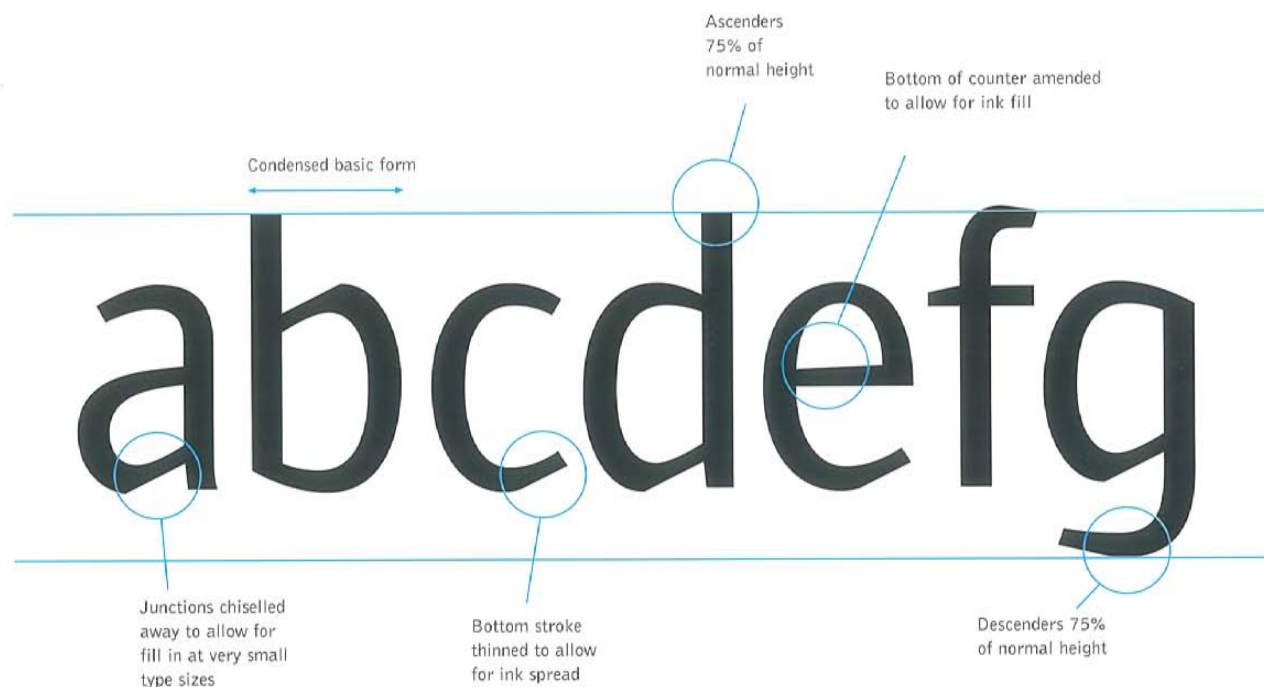 Ascenders
75% of
normal height
Bottom of counter amended
to allow for ink fill
Condensed basic form
abcdefg
Junctions chiselled
away to allow for
fill in at very small
type sizes
Bottom stroke
thinned to allow
for ink spread
Descenders 75%
of normal height